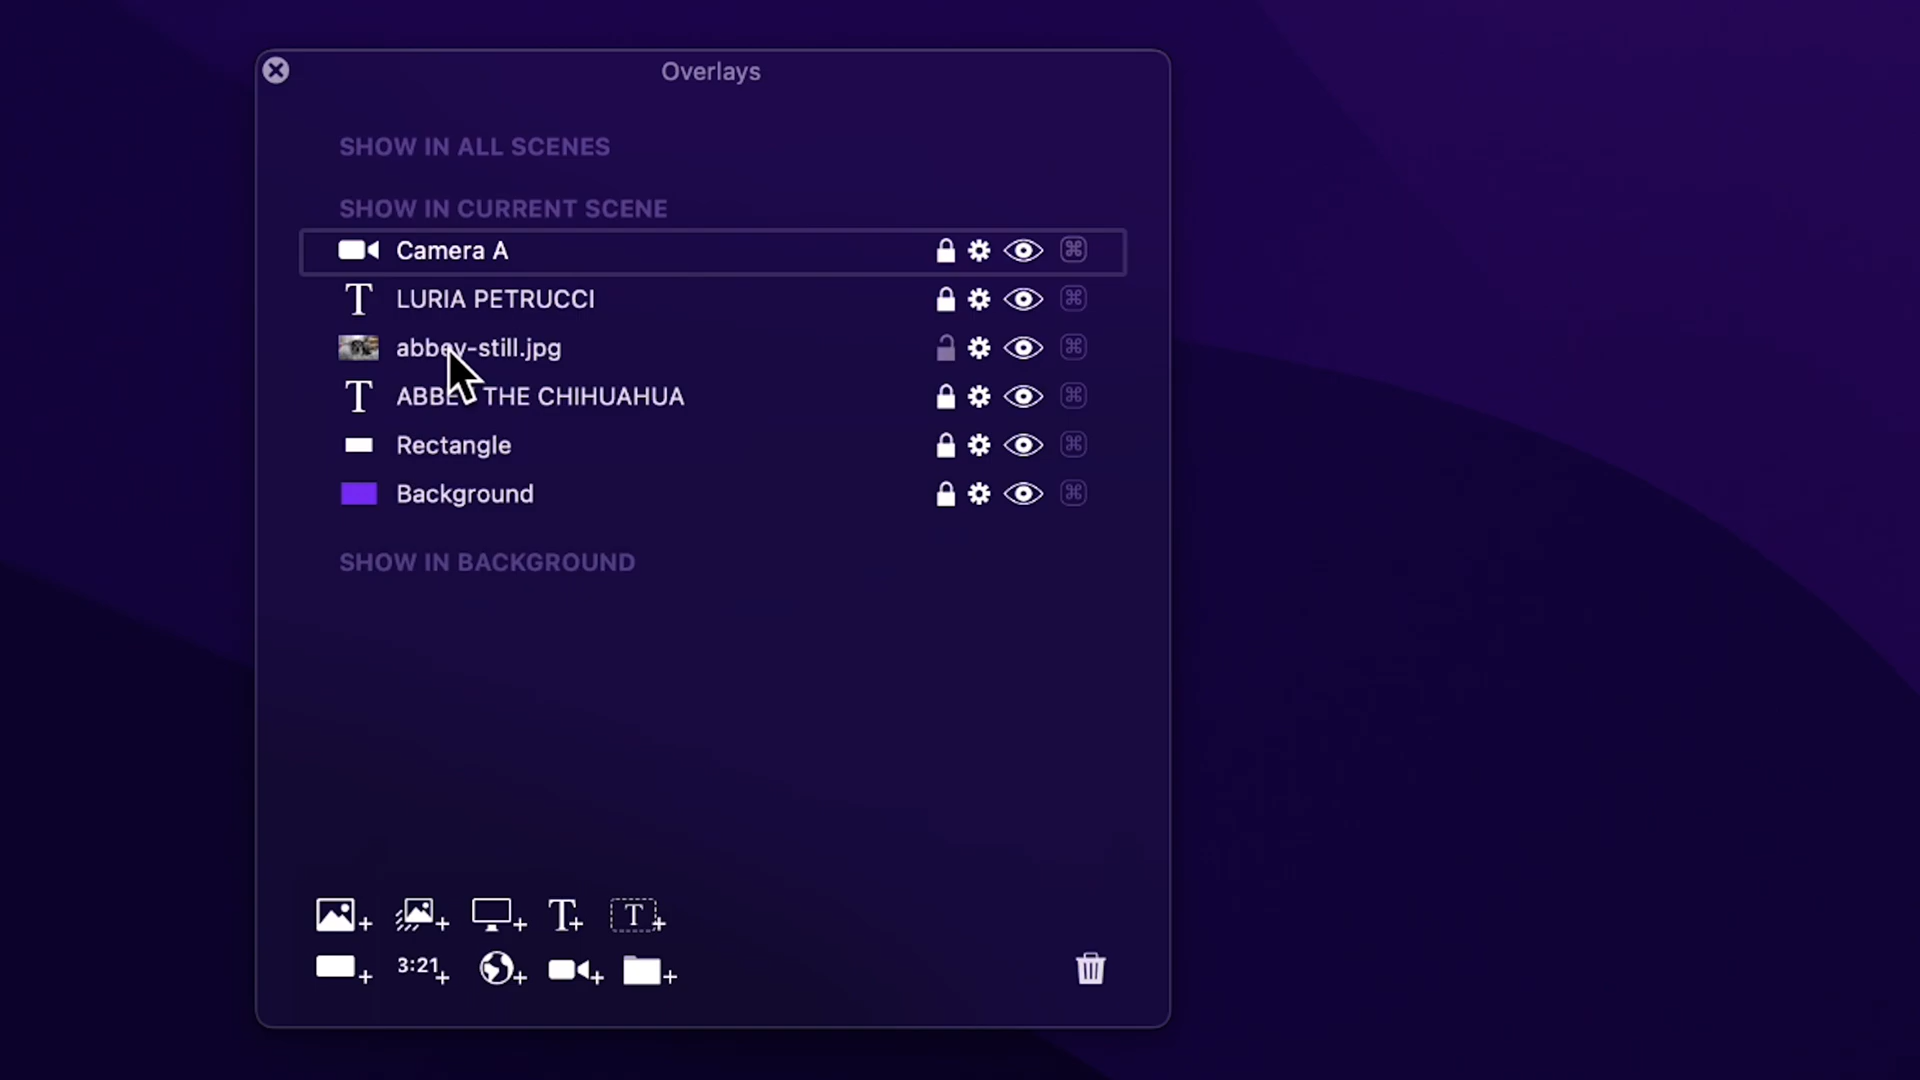 Overlays
SHOW IN ALL SCENES
SHOW IN CURRENT SCENE
Camera A
LURIA PETRUCCI
abbey-still.jpg
ABBEY THE CHIHUAHUA
Rectangle
Background
SHOW IN BACKGROUND
T
3:21